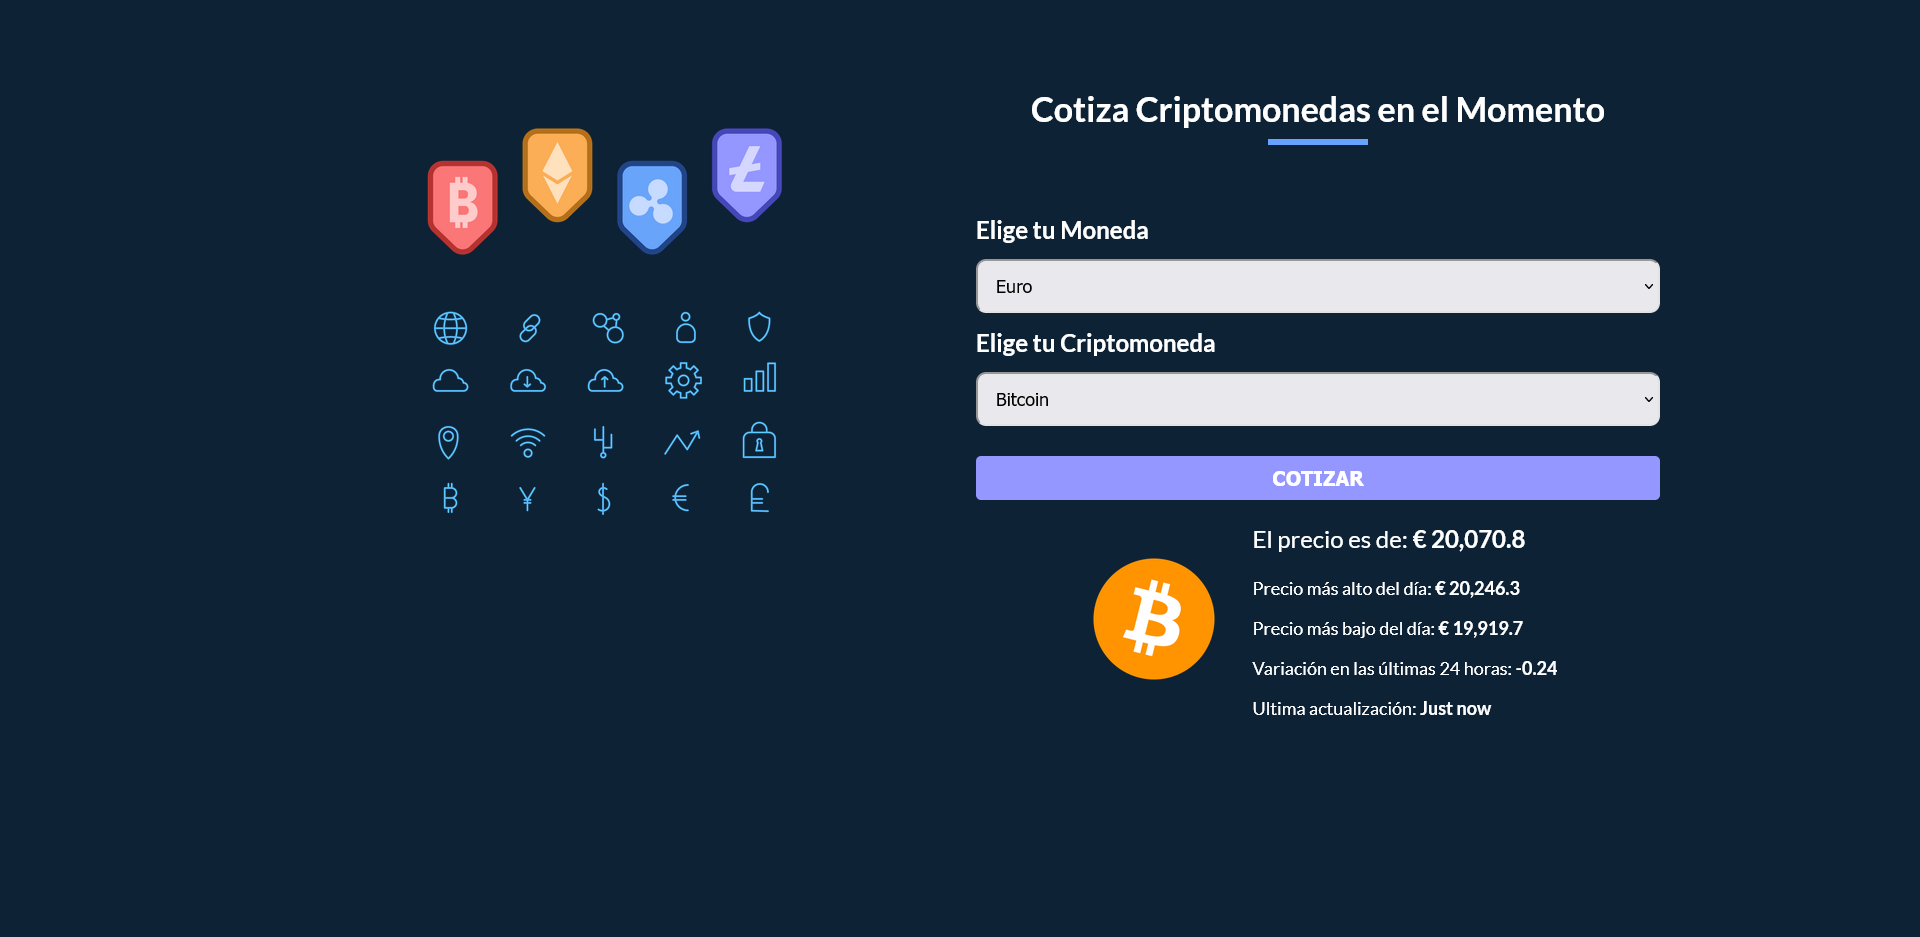 Cotiza Criptomonedas en el Momento
Elige tu Moneda
Euro
Elige tu Criptomoneda
Bitcoin
COTIZAR
El precio es de: € 20,070.8
Precio más alto del día: € 20,246.3
Precio más bajo del día: € 19,919.7
Variación en las últimas 24 horas: -0.24
Ultima actualización: Just now